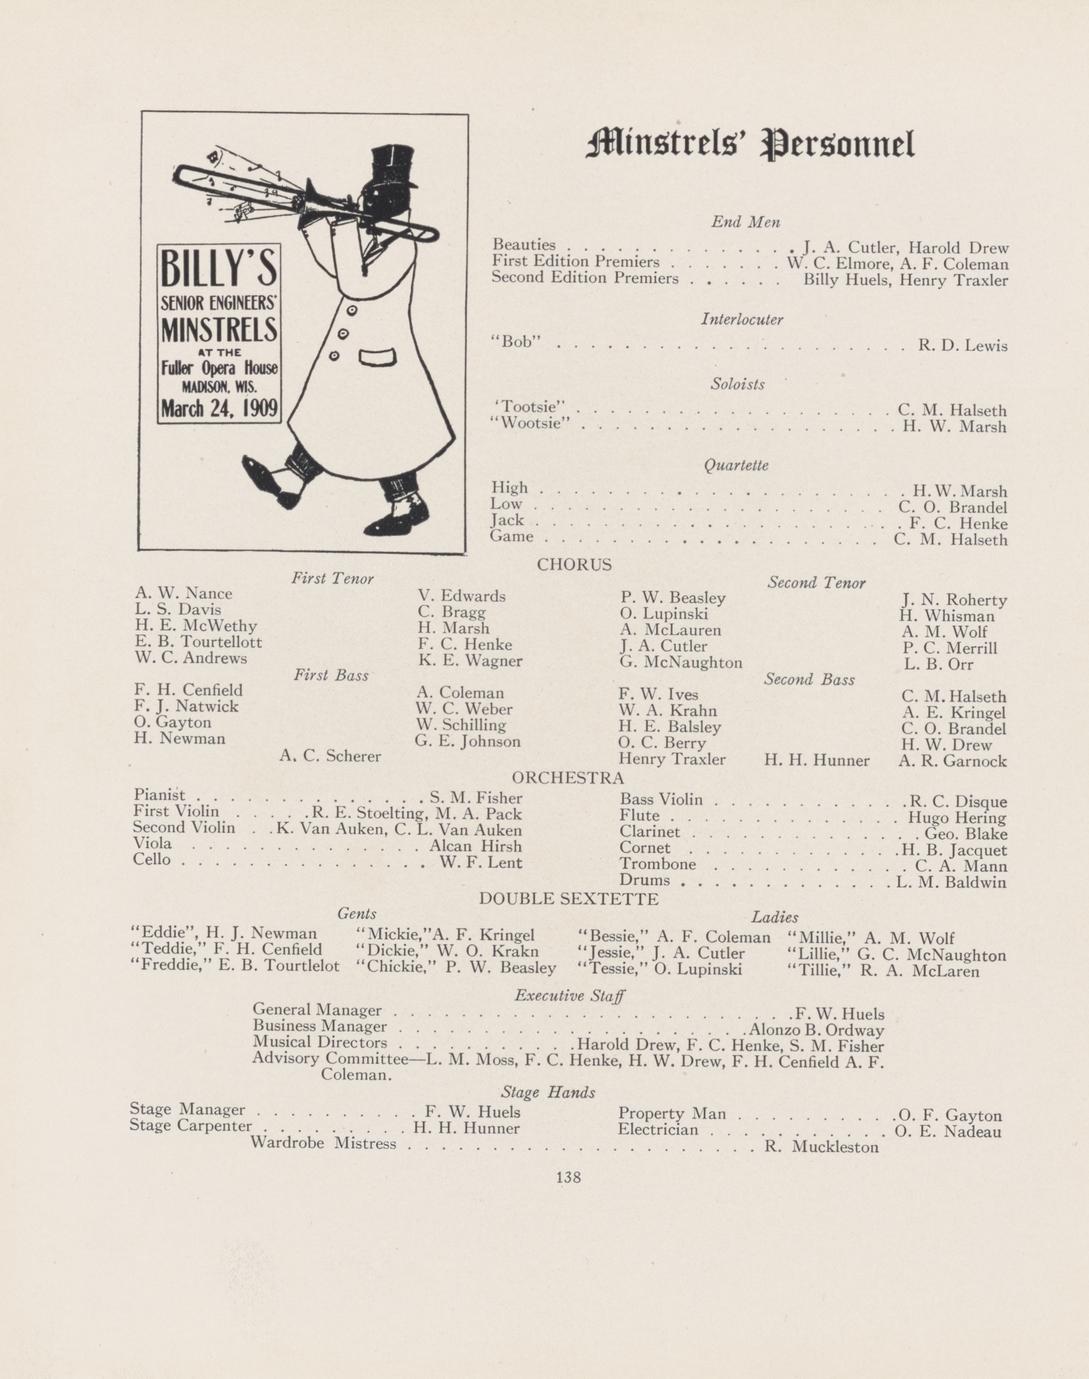 BILLY'S
SENIOR ENGINEERS'
MINSTRELS
AT THE
Fuller Opera House
MADISON, WIS.
March 24, 1909
Minstrels' Personnel
End Men
Beauties . . . . . . . . . . . . . . J. A. Cutler, Harold Drew
First Edition Premiers . . . . . . . W. C. Elmore, A. F. Coleman
Second Edition Premiers . . . . . . Billy Huels, Henry Traxler
Interlocuter
"Bob" . . . . . . . . . . . . . . . . . . . . . R. D. Lewis
Soloists
'Tootsie" . . . . . . . . . . . . . . . . . . . C. M. Halseth
"Wootsie" . . . . . . . . . . . . . . . . . . . H. W. Marsh
Quartette
High . . . . . . . . . . . . . . . . . . . . . . H. W. Marsh
Low . . . . . . . . . . . . . . . . . . . . . C. O. Brandel
Jack . . . . . . . . . . . . . . . . . . . . . . F. C. Henke
Game . . . . . . . . . . . . . . . . . . . . C. M. Halseth
CHORUS
First Tenor
A. W. Nance V. Edwards
L. S. Davis C. Bragg
H. E. McWethy H. Marsh
E. B. Tourtellott F. C. Henke
W. C. Andrews K. E. Wagner
Second Tenor
P. W. Beasley J. N. Roherty
O. Lupinski H. Whisman
A. McLauren A. M. Wolf
J. A. Cutler P. C. Merrill
G. McNaughton L. B. Orr
First Bass
F. H. Cenfield A. Coleman
F. J. Natwick W. C. Weber
O. Gayton W. Schilling
H. Newman G. E. Johnson
A. C. Scherer
Second Bass
F. W. Ives C. M. Halseth
W. A. Krahn A. E. Kringel
H. E. Balsley C. O. Brandel
O. C. Berry H. W. Drew
Henry Traxler H. H. Hunner A. R. Garnock
ORCHESTRA
Pianist . . . . . . . . . . . . . . S. M. Fisher
First Violin . . . . . R. E. Stoelting, M. A. Pack
Second Violin . . K. Van Auken, C. L. Van Auken
Viola . . . . . . . . . . . . . Alcan Hirsh
Cello . . . . . . . . . . . . . . . W. F. Lent
Bass Violin . . . . . . . . . . . . R. C. Disque
Flute . . . . . . . . . . . . . . Hugo Hering
Clarinet . . . . . . . . . . . . . Geo. Blake
Cornet . . . . . . . . . . . . . H. B. Jacquet
Trombone . . . . . . . . . . . . C. A. Mann
Drums . . . . . . . . . . . . . L. M. Baldwin
DOUBLE SEXTETTE
Gents
"Eddie", H. J. Newman "Mickie,"A. F. Kringel
"Teddie," F. H. Cenfield "Dickie," W. O. Krakn
"Freddie," E. B. Tourtlelot "Chickie," P. W. Beasley
Ladies
"Bessie," A. F. Coleman "Millie," A. M. Wolf
"Jessie," J. A. Cutler "Lillie," G. C. McNaughton
"Tessie," O. Lupinski "Tillie," R. A. McLaren
Executive Staff
General Manager . . . . . . . . . . . . . . . . . . . . . . . . F. W. Huels
Business Manager . . . . . . . . . . . . . . . . . . . . Alonzo B. Ordway
Musical Directors . . . . . . . . . . . Harold Drew, F. C. Henke, S. M. Fisher
Advisory Committee—L. M. Moss, F. C. Henke, H. W. Drew, F. H. Cenfield A. F.
Coleman.
Stage Hands
Stage Manager . . . . . . . . . . F. W. Huels
Stage Carpenter . . . . . . . . . H. H. Hunner
Property Man . . . . . . . . . . O. F. Gayton
Electrician . . . . . . . . . . . O. E. Nadeau
Wardrobe Mistress . . . . . . . . . . . . . . . . . . . . . R. Muckleston
138